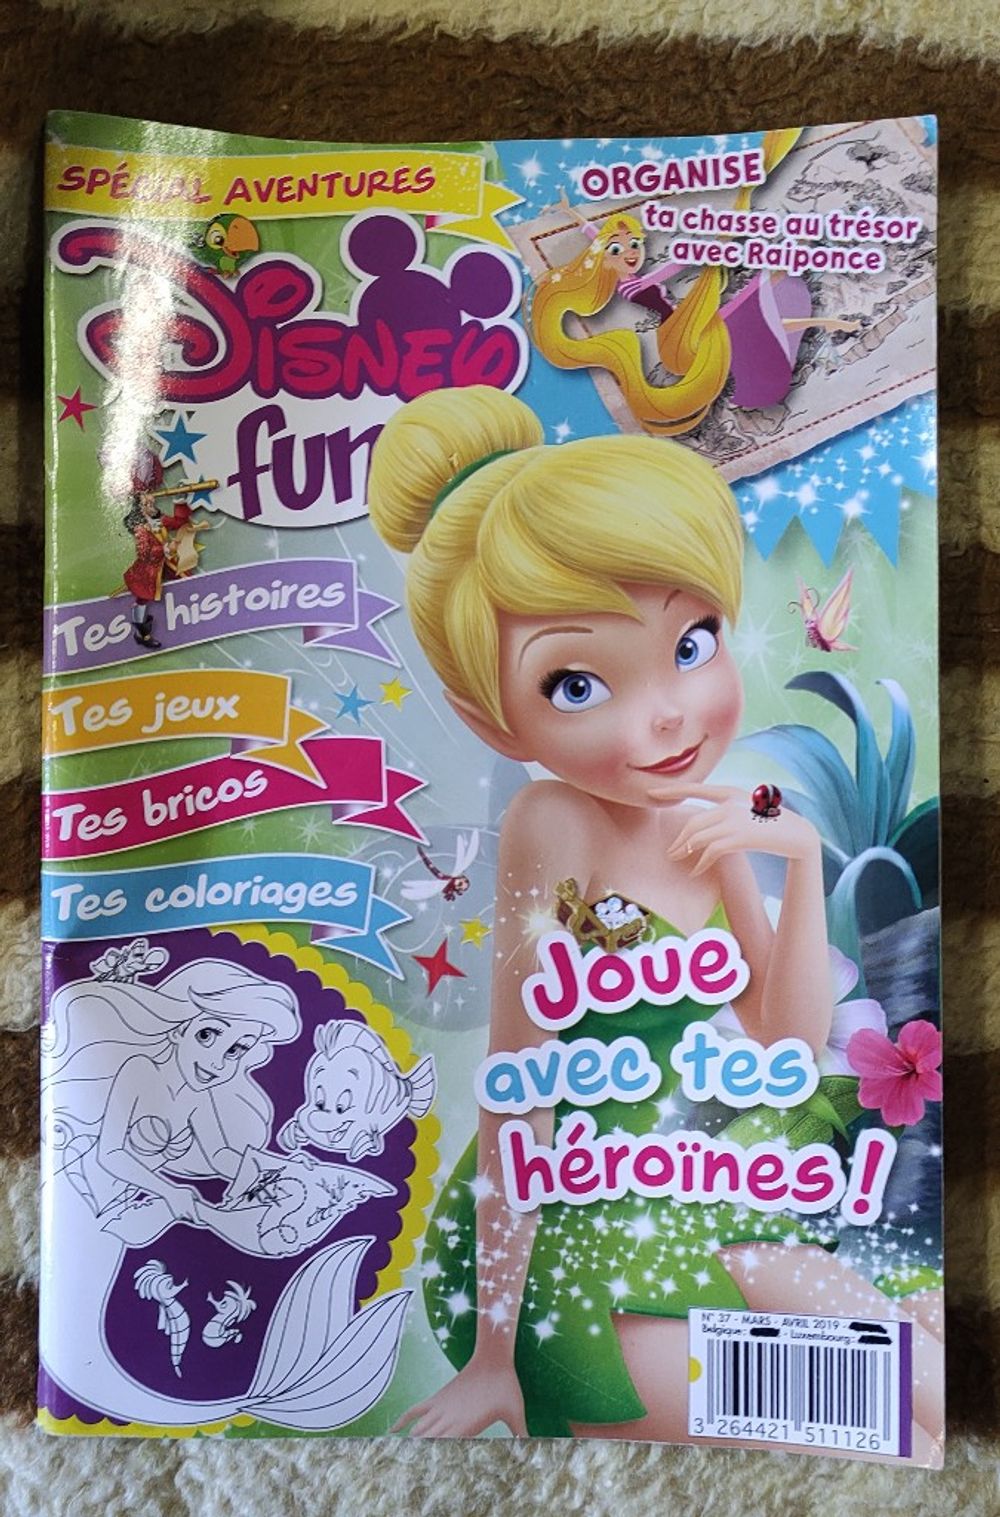 SPÉCIAL AVENTURES
DISNEY
fun
ORGANISE
ta chasse au trésor
avec Raiponce
Tes histoires
Tes jeux
Tes bricos
Tes coloriages
Joue
avec tes
héroïnes!
N° 37 - MARS - AVRIL 2019 -
Belgique: - Luxembourg:
3 264421 511126